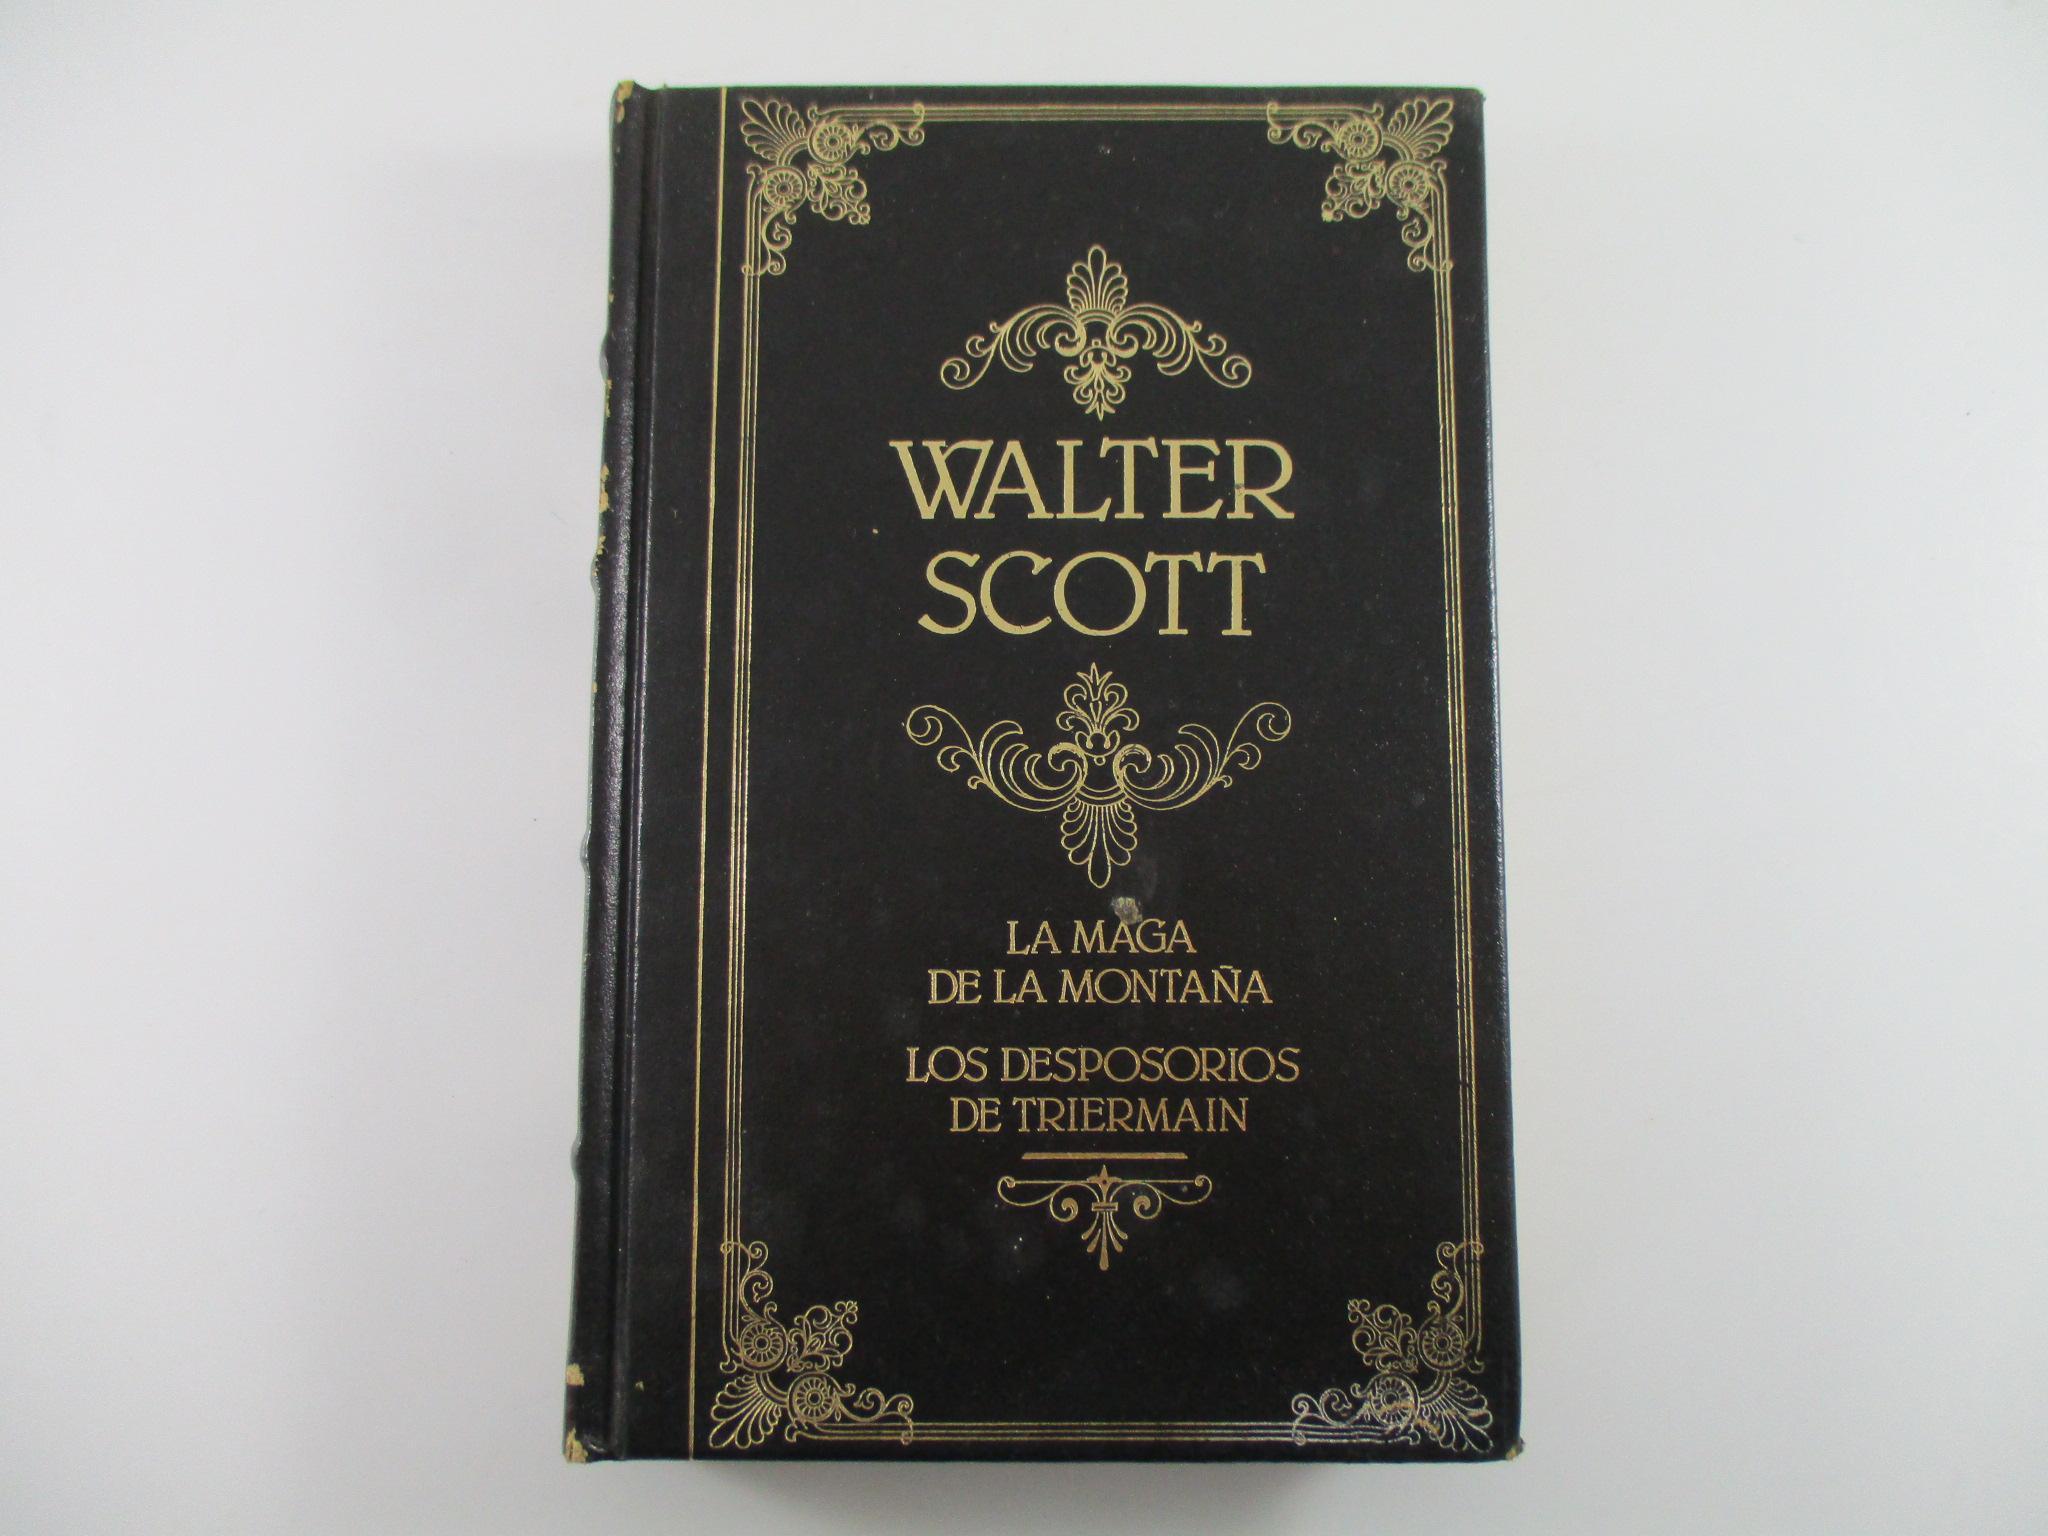 WALTER
SCOTT
LA MAGA
DE LA MONTAÑA
LOS DESPOSORIOS
DE TRIERMAIN